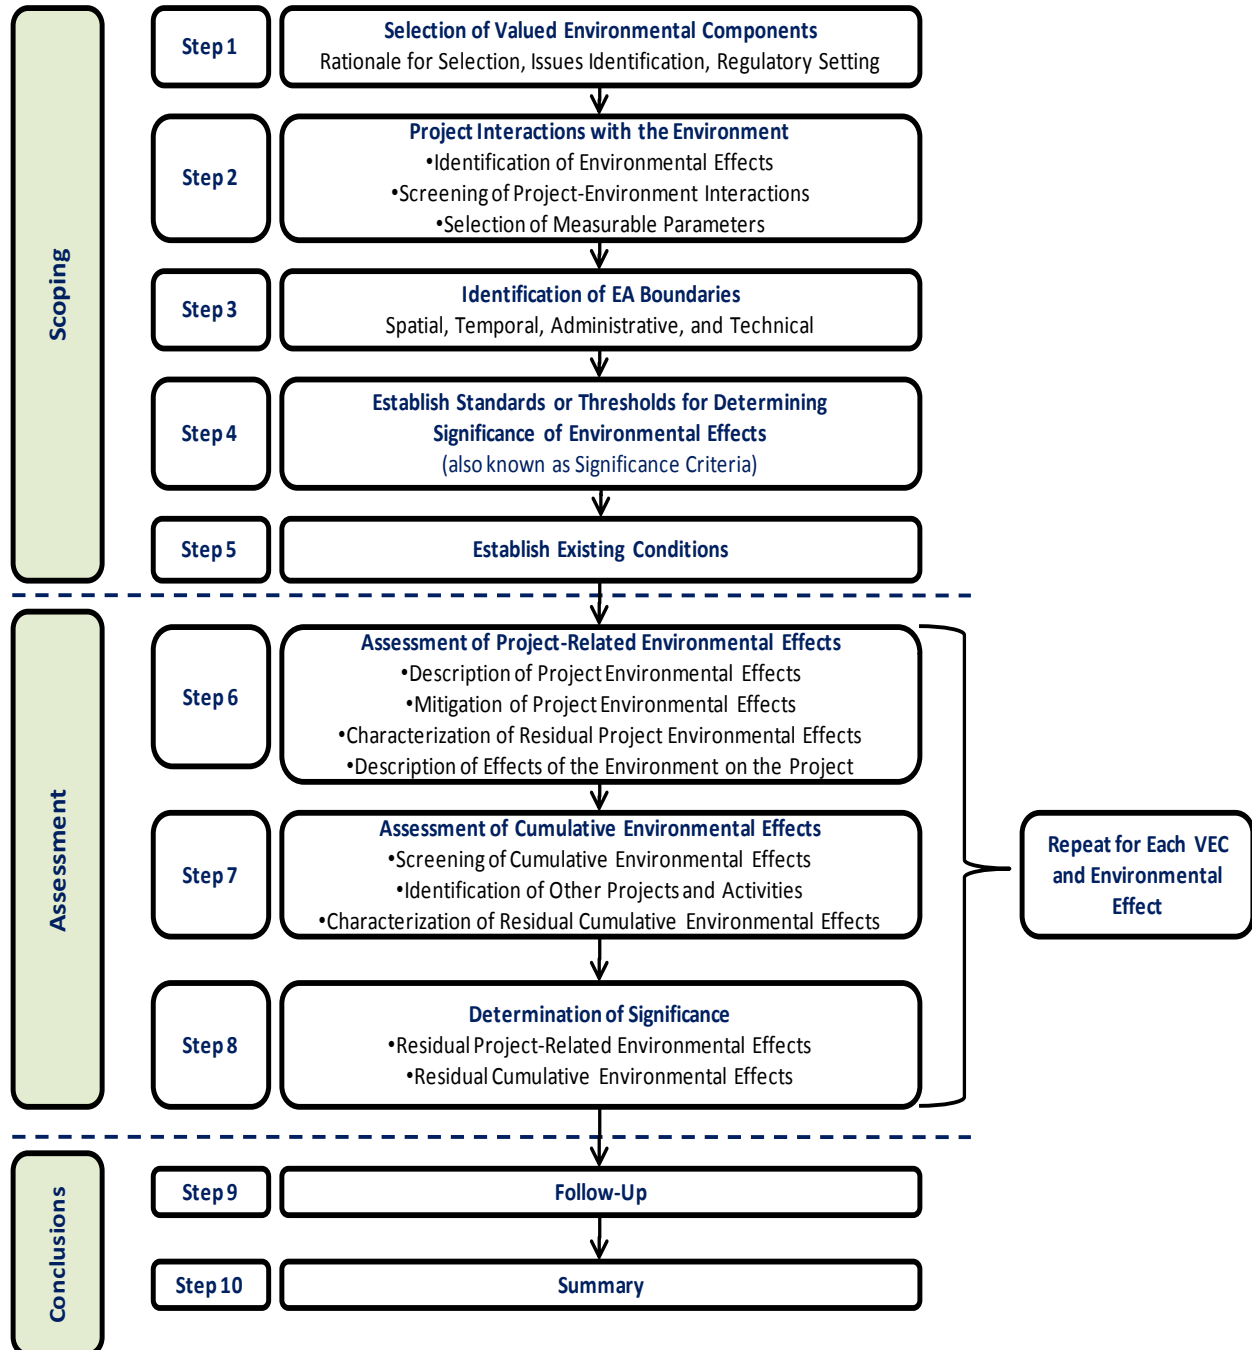 Scoping
Step 1
Selection of Valued Environmental Components
Rationale for Selection, Issues Identification, Regulatory Setting
Step 2
Project Interactions with the Environment
•Identification of Environmental Effects
•Screening of Project-Environment Interactions
•Selection of Measurable Parameters
Step 3
Identification of EA Boundaries
Spatial, Temporal, Administrative, and Technical
Step 4
Establish Standards or Thresholds for Determining
Significance of Environmental Effects
(also known as Significance Criteria)
Step 5
Establish Existing Conditions
Assessment
Step 6
Assessment of Project-Related Environmental Effects
•Description of Project Environmental Effects
•Mitigation of Project Environmental Effects
•Characterization of Residual Project Environmental Effects
•Description of Effects of the Environment on the Project
Step 7
Assessment of Cumulative Environmental Effects
•Screening of Cumulative Environmental Effects
•Identification of Other Projects and Activities
•Characterization of Residual Cumulative Environmental Effects
Step 8
Determination of Significance
•Residual Project-Related Environmental Effects
•Residual Cumulative Environmental Effects
Repeat for Each VEC
and Environmental
Effect
Conclusions
Step 9
Follow-Up
Step 10
Summary